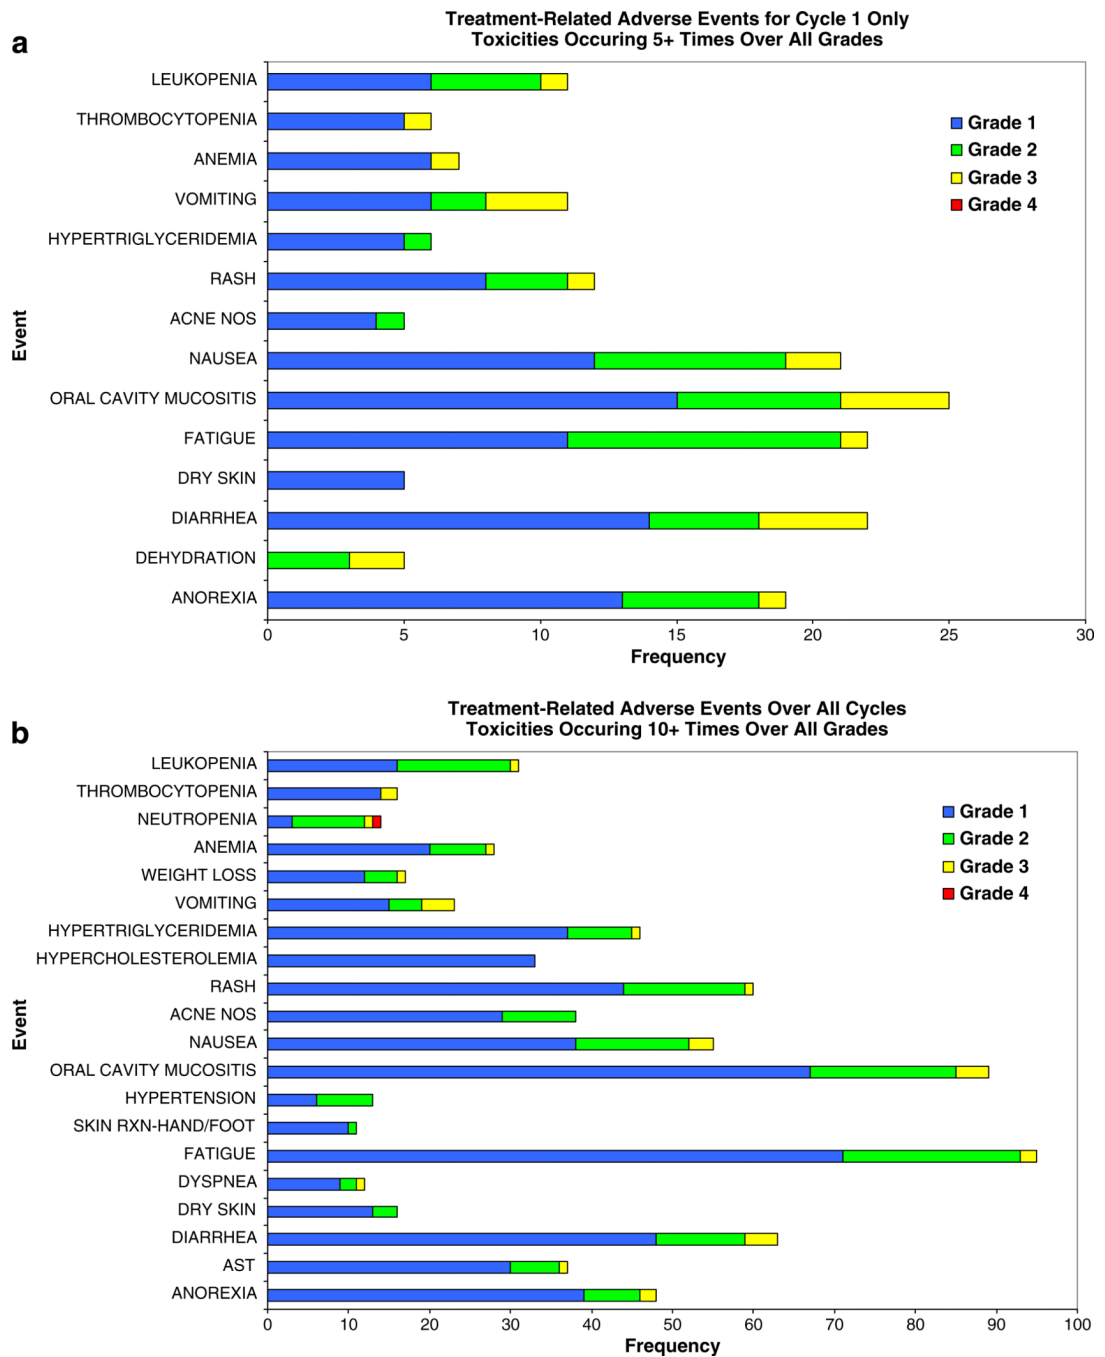 a
Treatment-Related Adverse Events for Cycle 1 Only
Toxicities Occuring 5+ Times Over All Grades
LEUKOPENIA
THROMBOCYTOPENIA
ANEMIA
VOMITING
HYPERTRIGLYCERIDEMIA
RASH
ACNE NOS
NAUSEA
ORAL CAVITY MUCOSITIS
FATIGUE
DRY SKIN
DIARRHEA
DEHYDRATION
ANOREXIA
Event
Grade 1
Grade 2
Grade 3
Grade 4
0 5 10 15 20 25 30
Frequency
b
Treatment-Related Adverse Events Over All Cycles
Toxicities Occuring 10+ Times Over All Grades
LEUKOPENIA
THROMBOCYTOPENIA
NEUTROPENIA
ANEMIA
WEIGHT LOSS
VOMITING
HYPERTRIGLYCERIDEMIA
HYPERCHOLESTEROLEMIA
RASH
ACNE NOS
NAUSEA
ORAL CAVITY MUCOSITIS
HYPERTENSION
SKIN RXN-HAND/FOOT
FATIGUE
DYSPNEA
DRY SKIN
DIARRHEA
AST
ANOREXIA
Event
Grade 1
Grade 2
Grade 3
Grade 4
0 10 20 30 40 50 60 70 80 90 100
Frequency